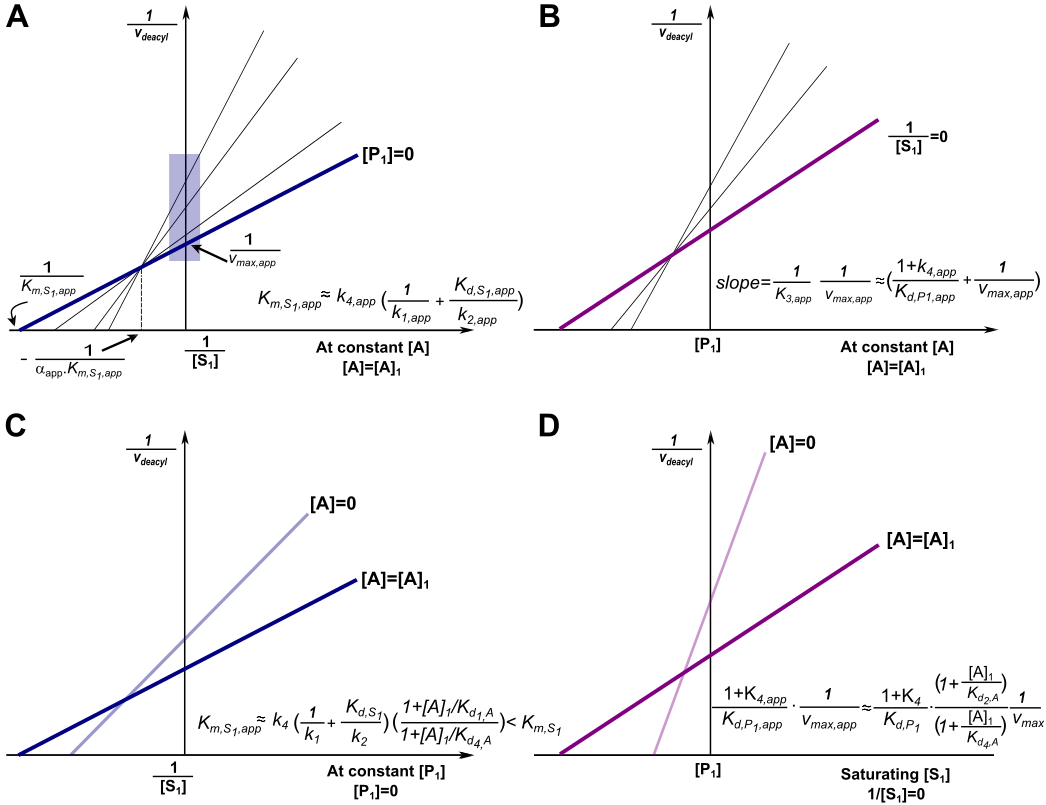 A
1/v_deacyl
[P₁]=0
1/v_max,app
1/K_m,S₁,app
K_m,S₁,app ≈ k_4,app (1/k_1,app + K_d,S₁,app/k_2,app)
- 1/α_app.K_m,S₁,app
1/[S₁]
At constant [A]
[A]=[A]₁
B
1/v_deacyl
1/[S₁]=0
slope= 1/K_3,app 1/v_max,app ≈(1+k_4,app/K_d,P1,app + 1/v_max,app)
[P₁]
At constant [A]
[A]=[A]₁
C
1/v_deacyl
[A]=0
[A]=[A]₁
K_m,S₁,app ≈ k₄ (1/k₁ + K_d,S₁/k₂)(1+[A]₁/K_d₁,A/1+[A]₁/K_d₄,A)< K_m,S₁
1/[S₁]
At constant [P₁]
[P₁]=0
D
1/v_deacyl
[A]=0
[A]=[A]₁
1+K_4,app/K_d,P₁,app · 1/v_max,app ≈ 1+K₄/K_d,P₁ · (1+[A]₁/K_d₂,A)/(1+[A]₁/K_d₄,A) 1/v_max
[P₁]
Saturating [S₁]
1/[S₁]=0